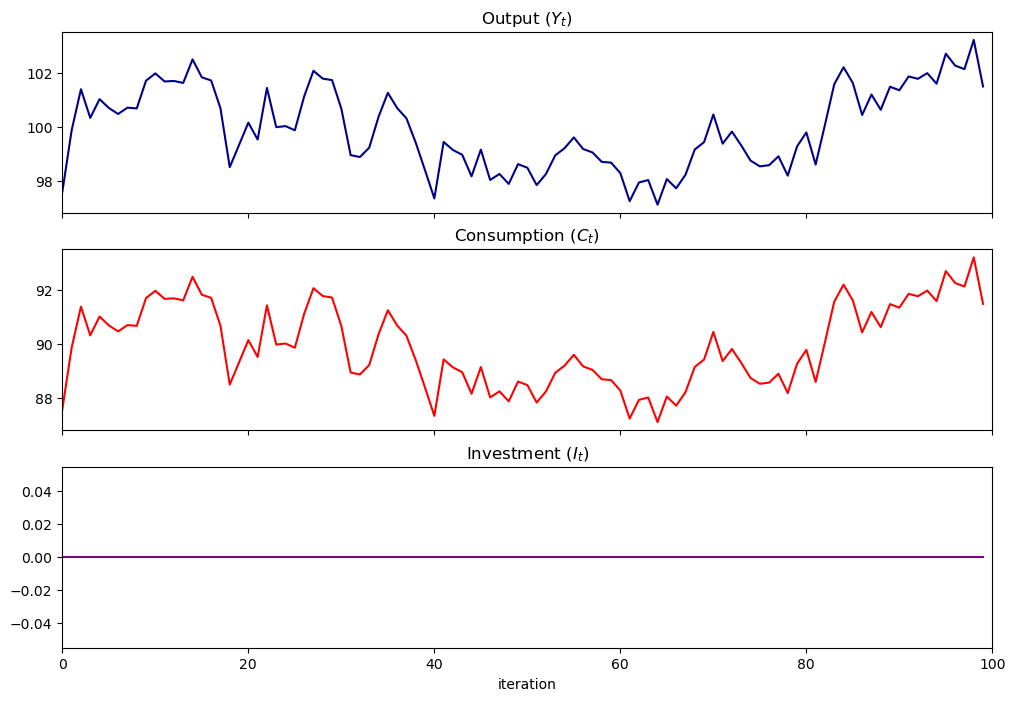 Output (Y_t)
102
100
98
Consumption (C_t)
92
90
88
Investment (I_t)
0.04
0.02
0.00
−0.02
−0.04
0 20 40 60 80 100
iteration